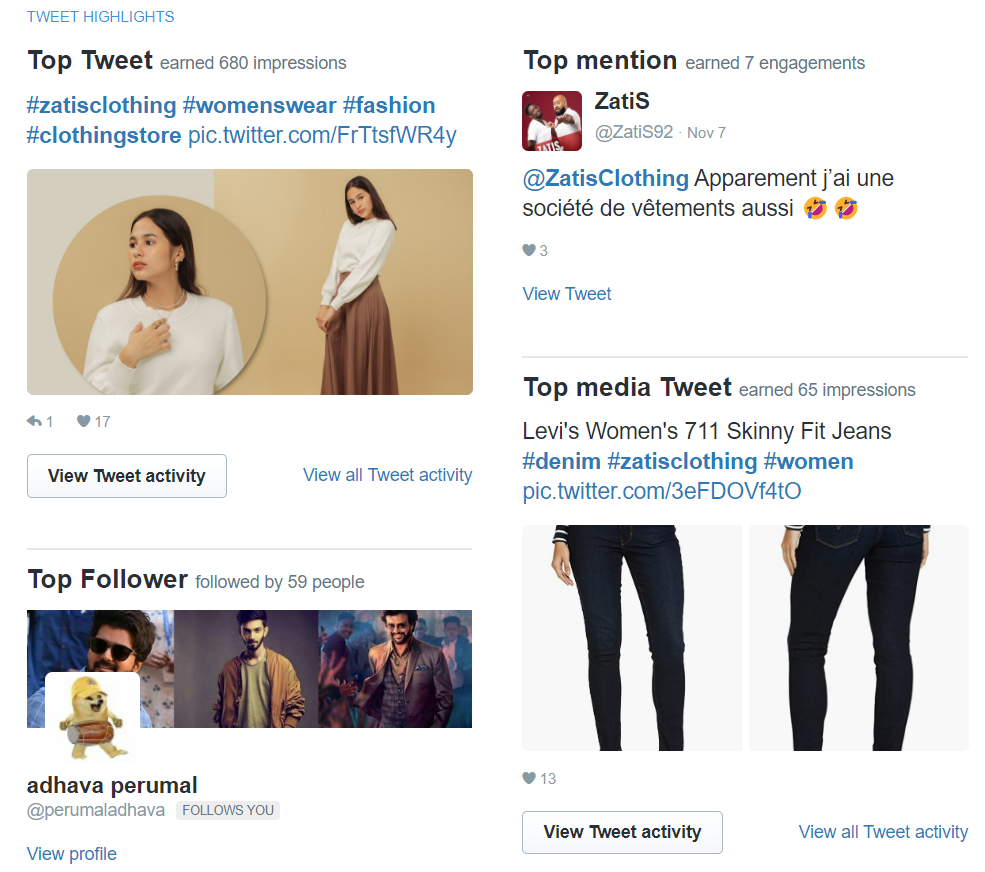 TWEET HIGHLIGHTS
Top Tweet earned 680 impressions
#zatisclothing #womenswear #fashion
#clothingstore pic.twitter.com/FrTtsfWR4y
1 17
View Tweet activity View all Tweet activity
Top Follower followed by 59 people
adhava perumal
@perumaladhava FOLLOWS YOU
View profile
Top mention earned 7 engagements
ZATIS
ZatiS
@ZatiS92 · Nov 7
@ZatisClothing Apparement j’ai une
société de vêtements aussi 🤣🤣
3
View Tweet
Top media Tweet earned 65 impressions
Levi's Women's 711 Skinny Fit Jeans
#denim #zatisclothing #women
pic.twitter.com/3eFDOVf4tO
13
View Tweet activity View all Tweet activity